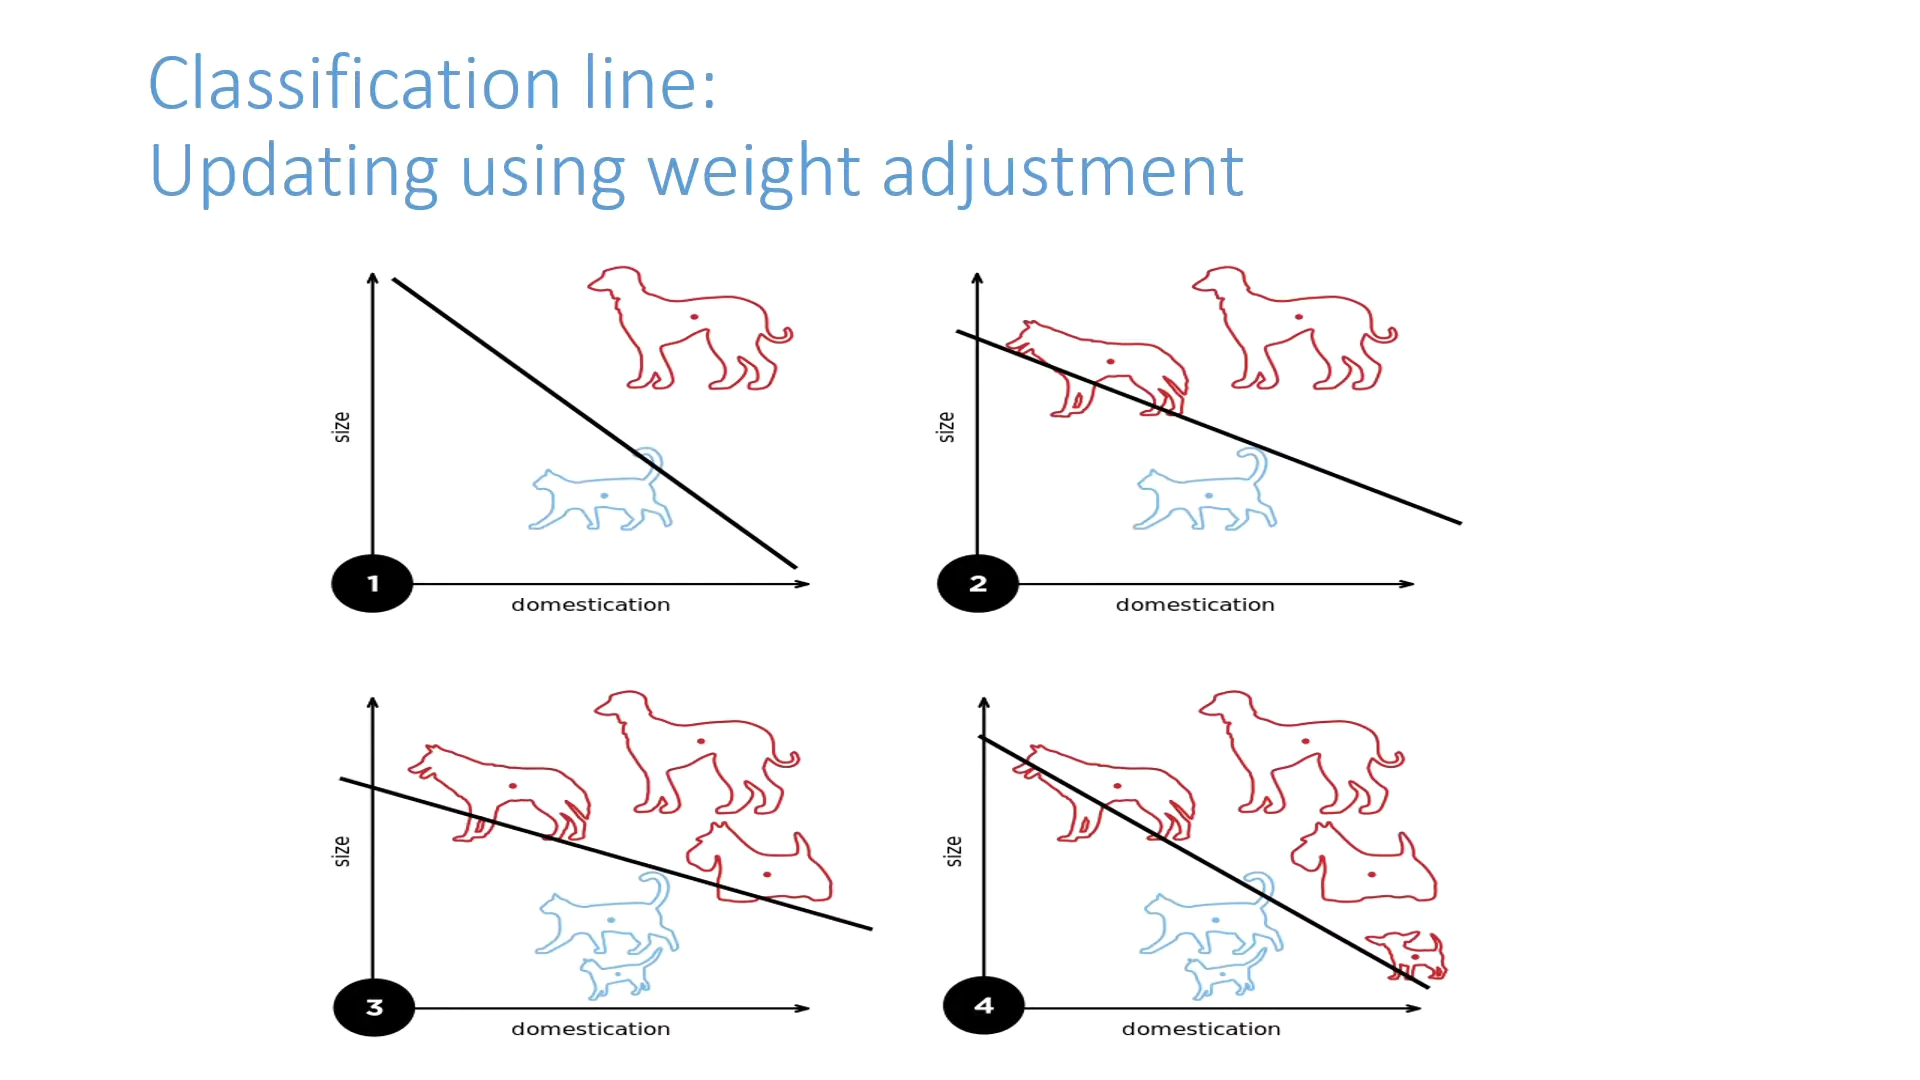 Classification line:
Updating using weight adjustment
size
1
domestication
size
2
domestication
size
3
domestication
size
4
domestication